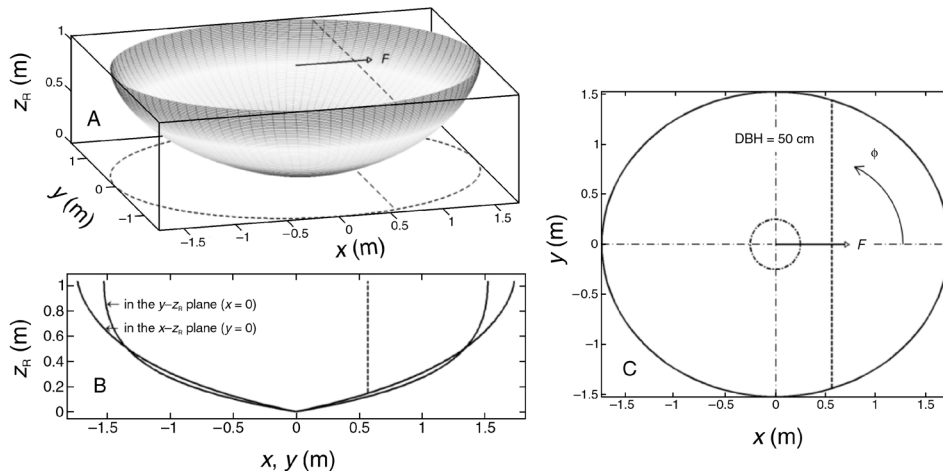 1
0.5
0
z_R (m)
A
F
1
0
−1
y (m)
−1.5
−1
−0.5
0
0.5
1
1.5
x (m)
0.8
0.6
0.4
0.2
0
z_R (m)
in the y–z_R plane (x = 0)
in the x–z_R plane (y = 0)
B
−1.5
−1
−0.5
0
0.5
1
1.5
x, y (m)
1.5
1
0.5
0
−0.5
−1
−1.5
y (m)
DBH = 50 cm
ϕ
F
C
−1.5
−1
−0.5
0
0.5
1
1.5
x (m)